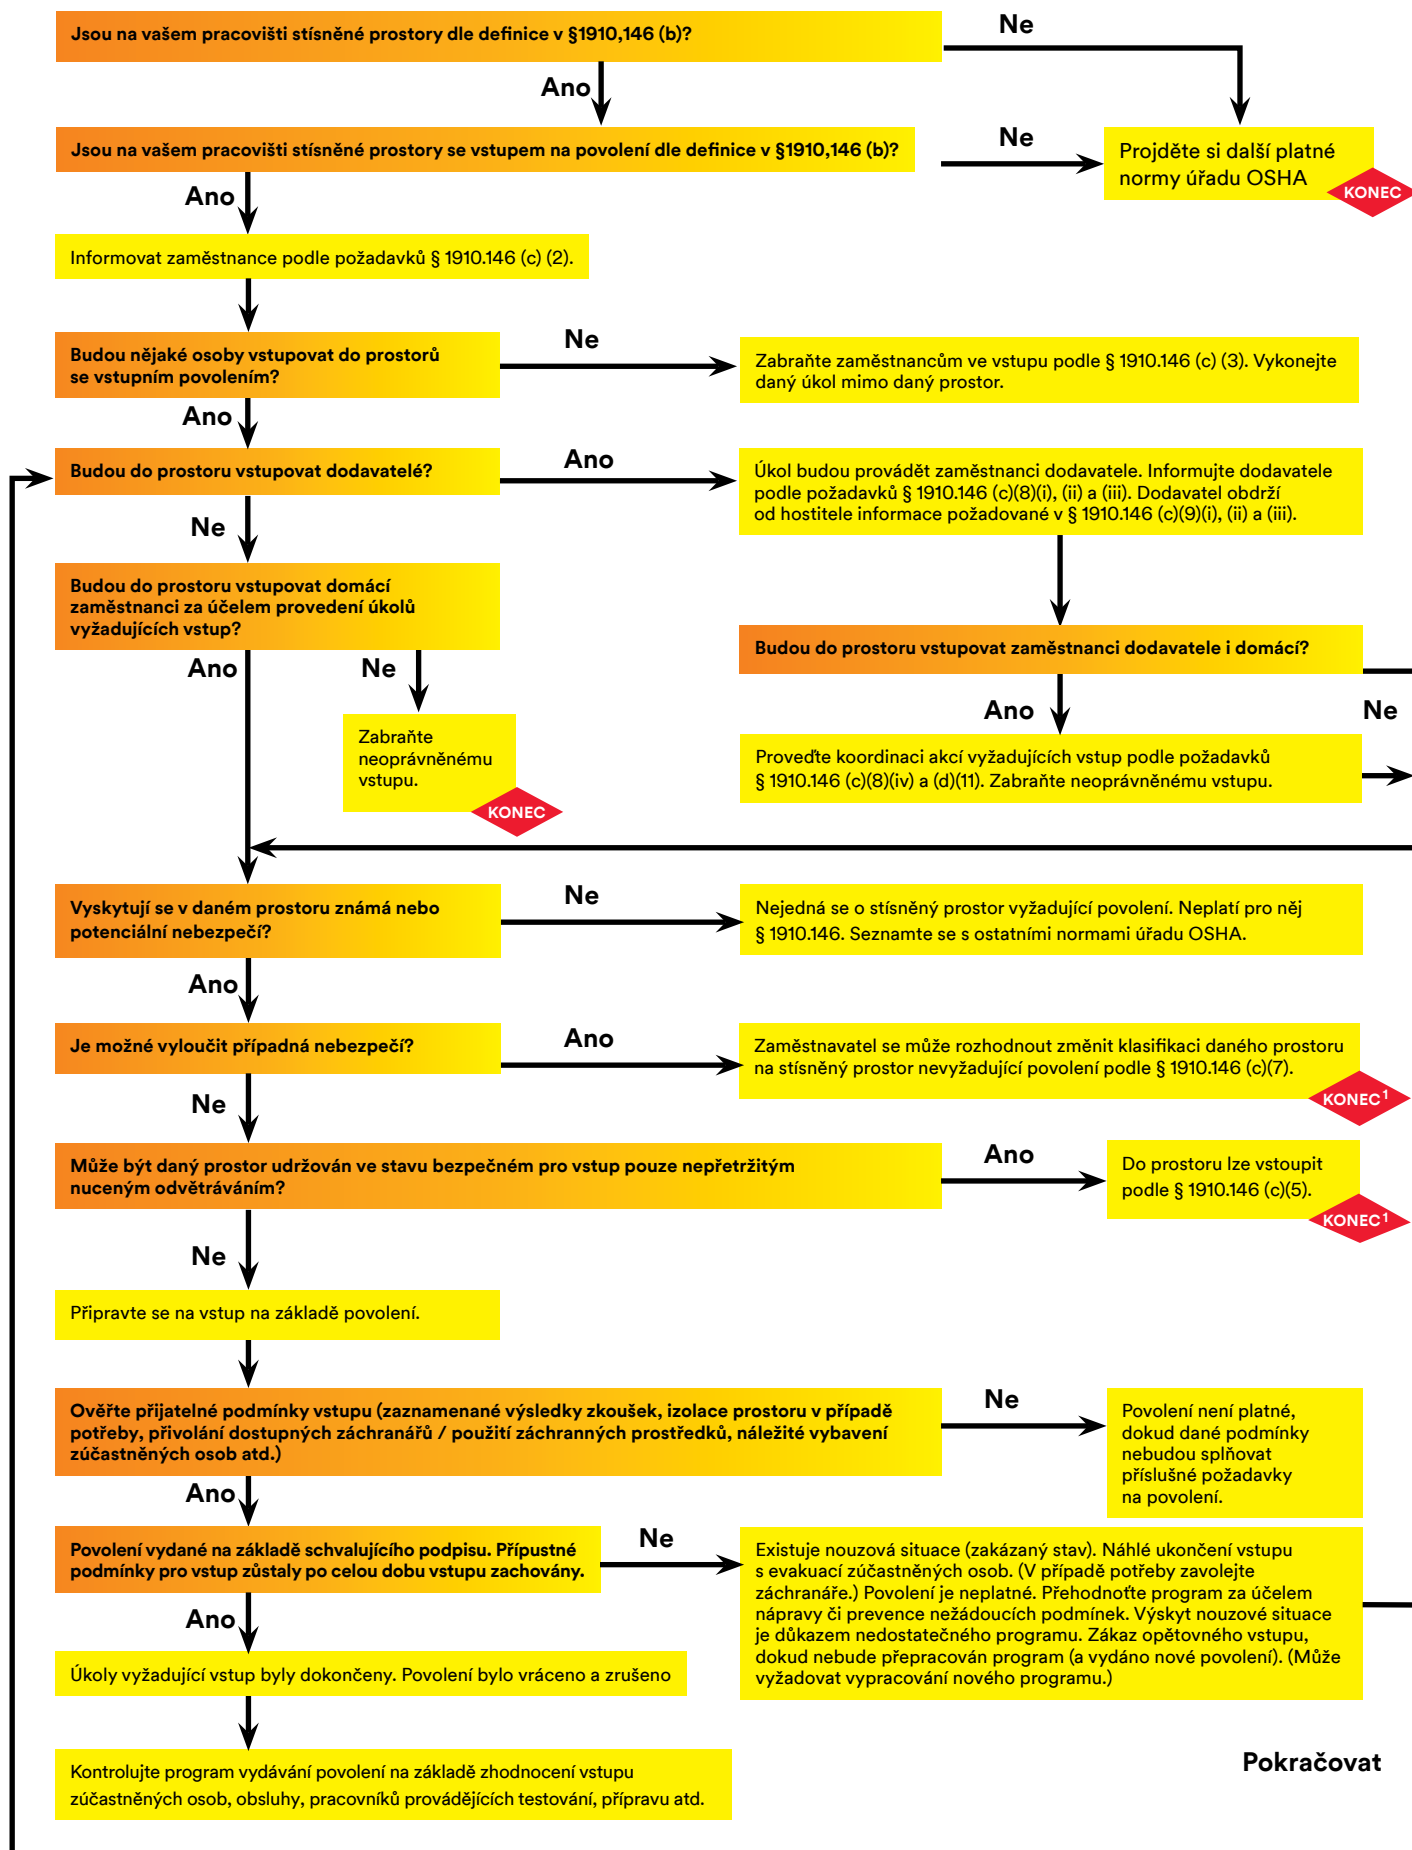 Jsou na vašem pracovišti stísněné prostory dle definice v §1910,146 (b)?
Ne
Ano
Jsou na vašem pracovišti stísněné prostory se vstupem na povolení dle definice v §1910,146 (b)?
Ne
Projděte si další platné
normy úřadu OSHA
KONEC
Ano
Informovat zaměstnance podle požadavků § 1910.146 (c) (2).
Budou nějaké osoby vstupovat do prostorů
se vstupním povolením?
Ne
Zabraňte zaměstnancům ve vstupu podle § 1910.146 (c) (3). Vykonejte
daný úkol mimo daný prostor.
Ano
Budou do prostoru vstupovat dodavatelé?
Ano
Úkol budou provádět zaměstnanci dodavatele. Informujte dodavatele
podle požadavků § 1910.146 (c)(8)(i), (ii) a (iii). Dodavatel obdrží
od hostitele informace požadované v § 1910.146 (c)(9)(i), (ii) a (iii).
Ne
Budou do prostoru vstupovat domácí
zaměstnanci za účelem provedení úkolů
vyžadujících vstup?
Budou do prostoru vstupovat zaměstnanci dodavatele i domácí?
Ano
Ne
Ano
Ne
Zabraňte
neoprávněnému
vstupu.
KONEC
Proveďte koordinaci akcí vyžadujících vstup podle požadavků
§ 1910.146 (c)(8)(iv) a (d)(11). Zabraňte neoprávněnému vstupu.
Vyskytují se v daném prostoru známá nebo
potenciální nebezpečí?
Ne
Nejedná se o stísněný prostor vyžadující povolení. Neplatí pro něj
§ 1910.146. Seznamte se s ostatními normami úřadu OSHA.
Ano
Je možné vyloučit případná nebezpečí?
Ano
Zaměstnavatel se může rozhodnout změnit klasifikaci daného prostoru
na stísněný prostor nevyžadující povolení podle § 1910.146 (c)(7).
KONEC¹
Ne
Může být daný prostor udržován ve stavu bezpečném pro vstup pouze nepřetržitým
nuceným odvětráváním?
Ano
Do prostoru lze vstoupit
podle § 1910.146 (c)(5).
KONEC¹
Ne
Připravte se na vstup na základě povolení.
Ověřte přijatelné podmínky vstupu (zaznamenané výsledky zkoušek, izolace prostoru v případě
potřeby, přivolání dostupných záchranářů / použití záchranných prostředků, náležité vybavení
zúčastněných osob atd.)
Ne
Povolení není platné,
dokud dané podmínky
nebudou splňovat
příslušné požadavky
na povolení.
Ano
Povolení vydané na základě schvalujícího podpisu. Přípustné
podmínky pro vstup zůstaly po celou dobu vstupu zachovány.
Ne
Existuje nouzová situace (zakázaný stav). Náhlé ukončení vstupu
s evakuací zúčastněných osob. (V případě potřeby zavolejte
záchranáře.) Povolení je neplatné. Přehodnoťte program za účelem
nápravy či prevence nežádoucích podmínek. Výskyt nouzové situace
je důkazem nedostatečného programu. Zákaz opětovného vstupu,
dokud nebude přepracován program (a vydáno nové povolení). (Může
vyžadovat vypracování nového programu.)
Ano
Úkoly vyžadující vstup byly dokončeny. Povolení bylo vráceno a zrušeno
Kontrolujte program vydávání povolení na základě zhodnocení vstupu
zúčastněných osob, obsluhy, pracovníků provádějících testování, přípravu atd.
Pokračovat